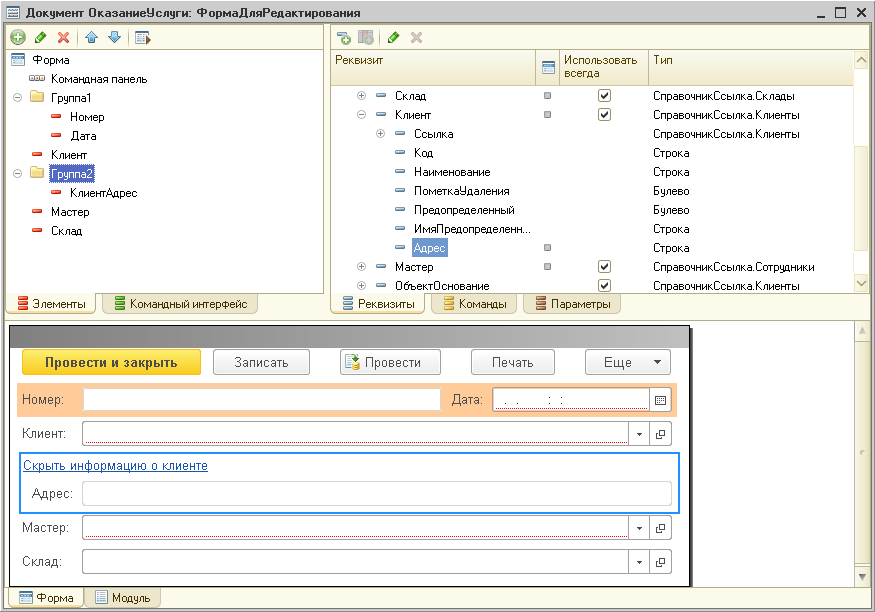 Документ ОказаниеУслуги: ФормаДляРедактирования
Форма
Командная панель
Группа1
Номер
Дата
Клиент
Группа2
КлиентАдрес
Мастер
Склад
Элементы
Командный интерфейс
Реквизит
Использовать всегда
Тип
Склад СправочникСсылка.Склады
Клиент СправочникСсылка.Клиенты
Ссылка СправочникСсылка.Клиенты
Код Строка
Наименование Строка
ПометкаУдаления Булево
Предопределенный Булево
ИмяПредопределенн... Строка
Адрес Строка
Мастер СправочникСсылка.Сотрудники
ОбъектОснование СправочникСсылка.Клиенты
Реквизиты
Команды
Параметры
Провести и закрыть Записать Провести Печать Еще
Номер: Дата: . . : :
Клиент:
Скрыть информацию о клиенте
Адрес:
Мастер:
Склад:
Форма
Модуль